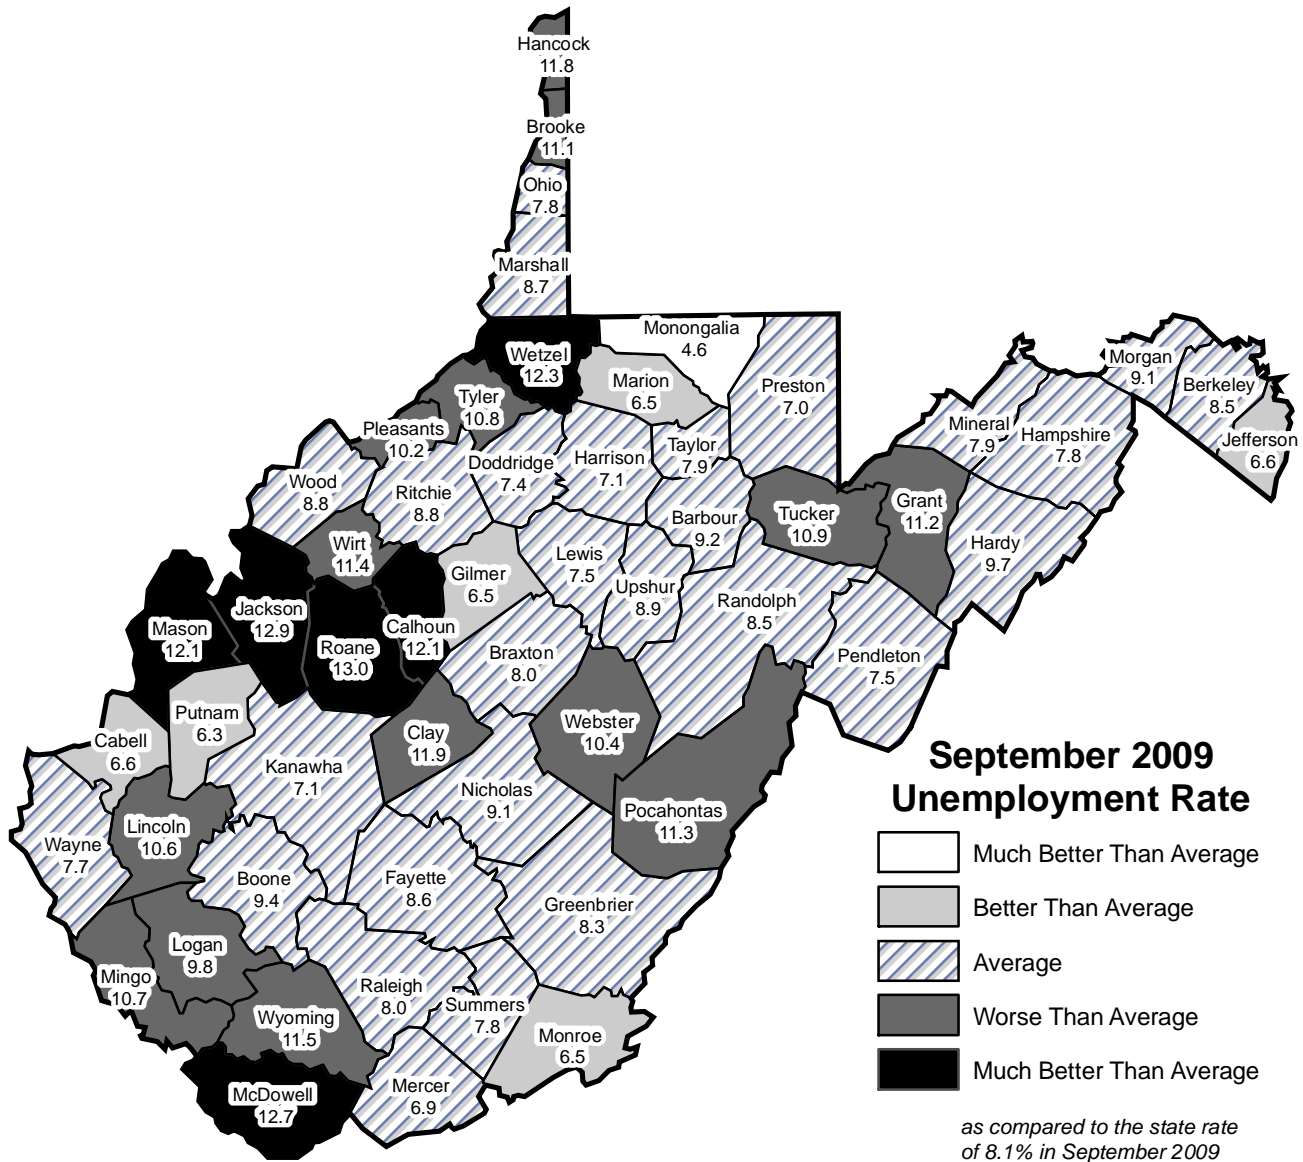 Hancock
11.8
Brooke
11.1
Ohio
7.8
Marshall
8.7
Wetzel
12.3
Monongalia
4.6
Marion
6.5
Preston
7.0
Tyler
10.8
Pleasants
10.2
Wood
8.8
Ritchie
8.8
Doddridge
7.4
Harrison
7.1
Taylor
7.9
Morgan
9.1
Berkeley
8.5
Jefferson
6.6
Mineral
7.9
Hampshire
7.8
Grant
11.2
Tucker
10.9
Barbour
9.2
Hardy
9.7
Wirt
11.4
Gilmer
6.5
Lewis
7.5
Upshur
8.9
Randolph
8.5
Pendleton
7.5
Mason
12.1
Jackson
12.9
Roane
13.0
Calhoun
12.1
Braxton
8.0
Putnam
6.3
Cabell
6.6
Clay
11.9
Webster
10.4
Kanawha
7.1
Nicholas
9.1
Pocahontas
11.3
Lincoln
10.6
Wayne
7.7
Boone
9.4
Fayette
8.6
Greenbrier
8.3
Logan
9.8
Mingo
10.7
Raleigh
8.0
Summers
7.8
Wyoming
11.5
Monroe
6.5
McDowell
12.7
Mercer
6.9
September 2009
Unemployment Rate
Much Better Than Average
Better Than Average
Average
Worse Than Average
Much Better Than Average
as compared to the state rate
of 8.1% in September 2009